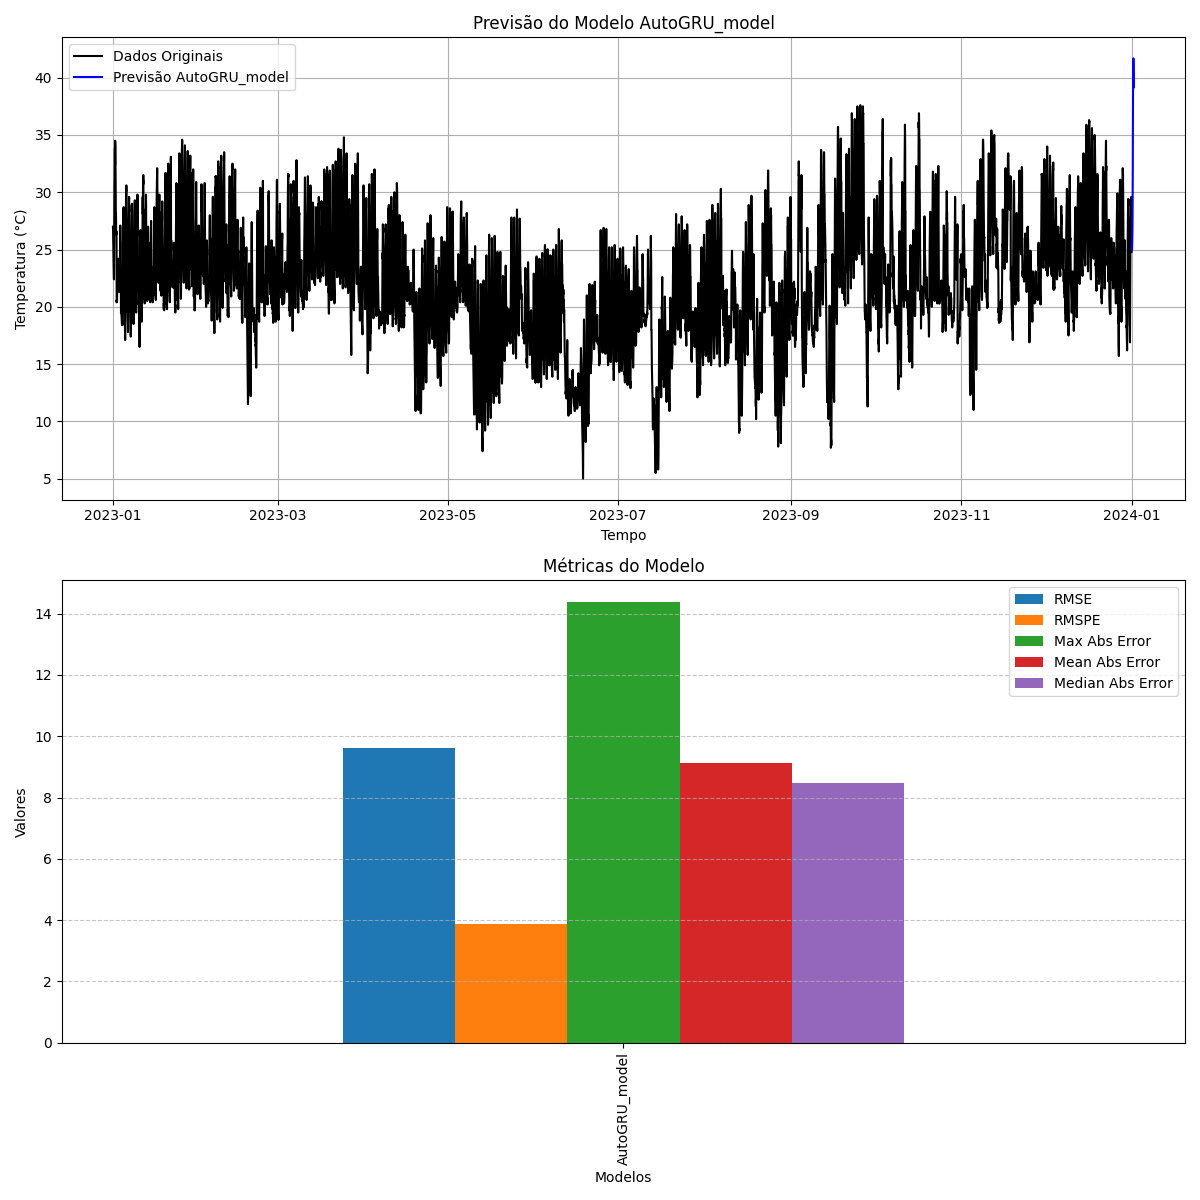 Previsão do Modelo AutoGRU_model
Dados Originais
Previsão AutoGRU_model
Temperatura (°C)
40
35
30
25
20
15
10
5
2023-01 2023-03 2023-05 2023-07 2023-09 2023-11 2024-01
Tempo
Métricas do Modelo
RMSE
RMSPE
Max Abs Error
Mean Abs Error
Median Abs Error
Valores
14
12
10
8
6
4
2
0
AutoGRU_model
Modelos